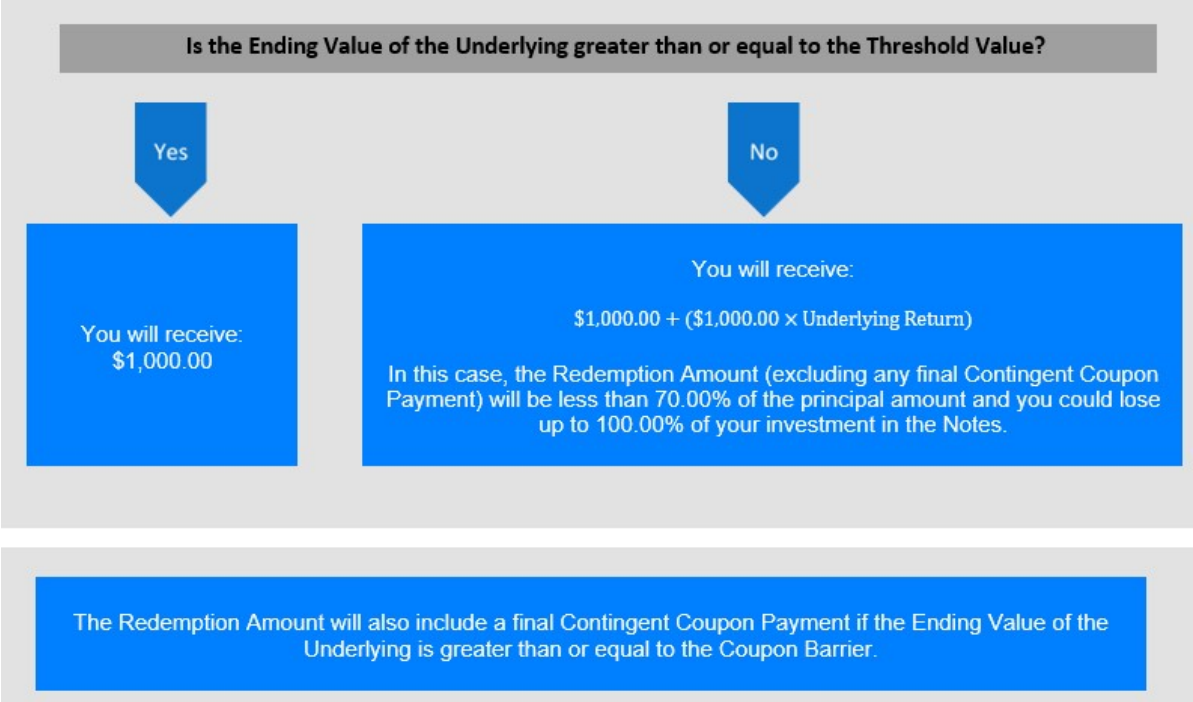 Is the Ending Value of the Underlying greater than or equal to the Threshold Value?
Yes
No
You will receive:
$1,000.00
You will receive:
$1,000.00 + ($1,000.00 × Underlying Return)
In this case, the Redemption Amount (excluding any final Contingent Coupon
Payment) will be less than 70.00% of the principal amount and you could lose
up to 100.00% of your investment in the Notes.
The Redemption Amount will also include a final Contingent Coupon Payment if the Ending Value of the
Underlying is greater than or equal to the Coupon Barrier.